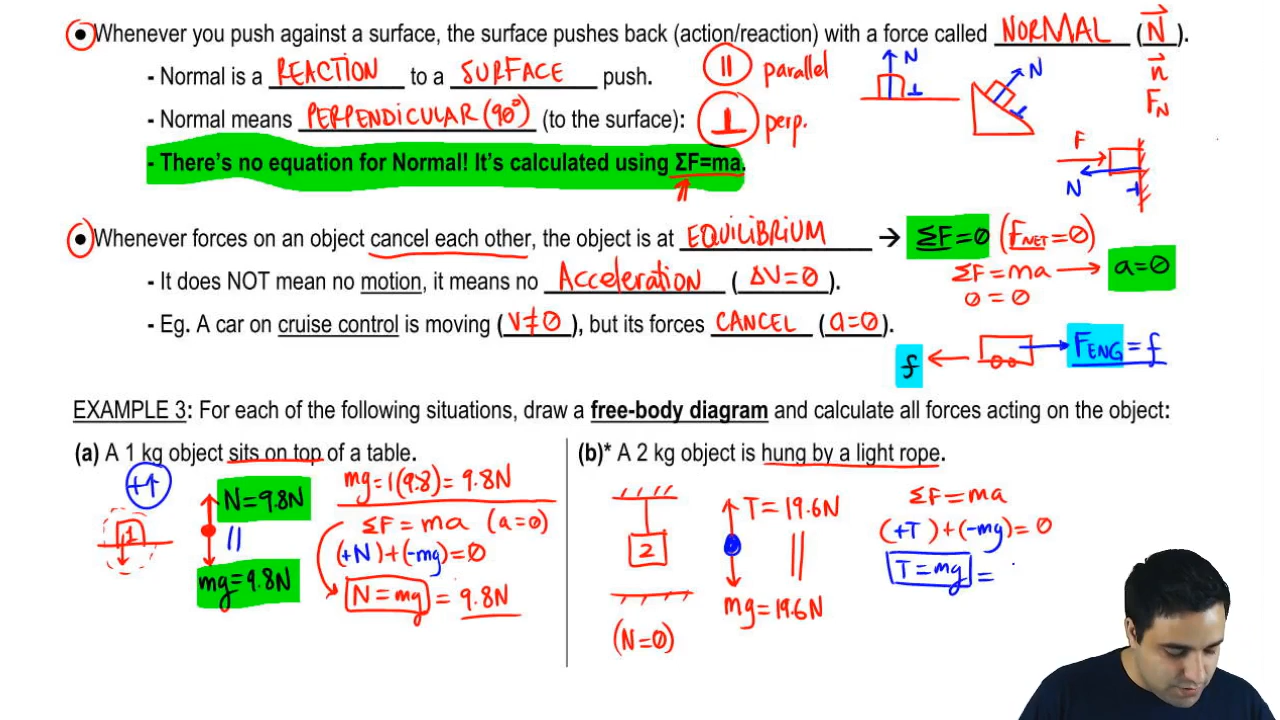 • Whenever you push against a surface, the surface pushes back (action/reaction) with a force called NORMAL (N).
n
F_N
- Normal is a REACTION to a SURFACE push.
|| parallel
- Normal means PERPENDICULAR (90°) (to the surface):
⊥ perp.
- There's no equation for Normal! It's calculated using ΣF=ma.
N
⊥
N
F
N
• Whenever forces on an object cancel each other, the object is at EQUILIBRIUM → ΣF=0 (F_NET=0)
- It does NOT mean no motion, it means no Acceleration (ΔV=0).
ΣF=ma → a=0
0=0
- Eg. A car on cruise control is moving (V≠0), but its forces CANCEL (a=0).
f
F_ENG = f
EXAMPLE 3: For each of the following situations, draw a free-body diagram and calculate all forces acting on the object:
(a) A 1 kg object sits on top of a table.
+↑
1
N=9.8N
||
mg=9.8N
mg=1(9.8)=9.8N
ΣF=ma (a=0)
(+N)+(-mg)=0
N=mg = 9.8N
(b)* A 2 kg object is hung by a light rope.
2
(N=0)
T=19.6N
||
mg=19.6N
ΣF=ma
(+T)+(-mg)=0
T=mg =